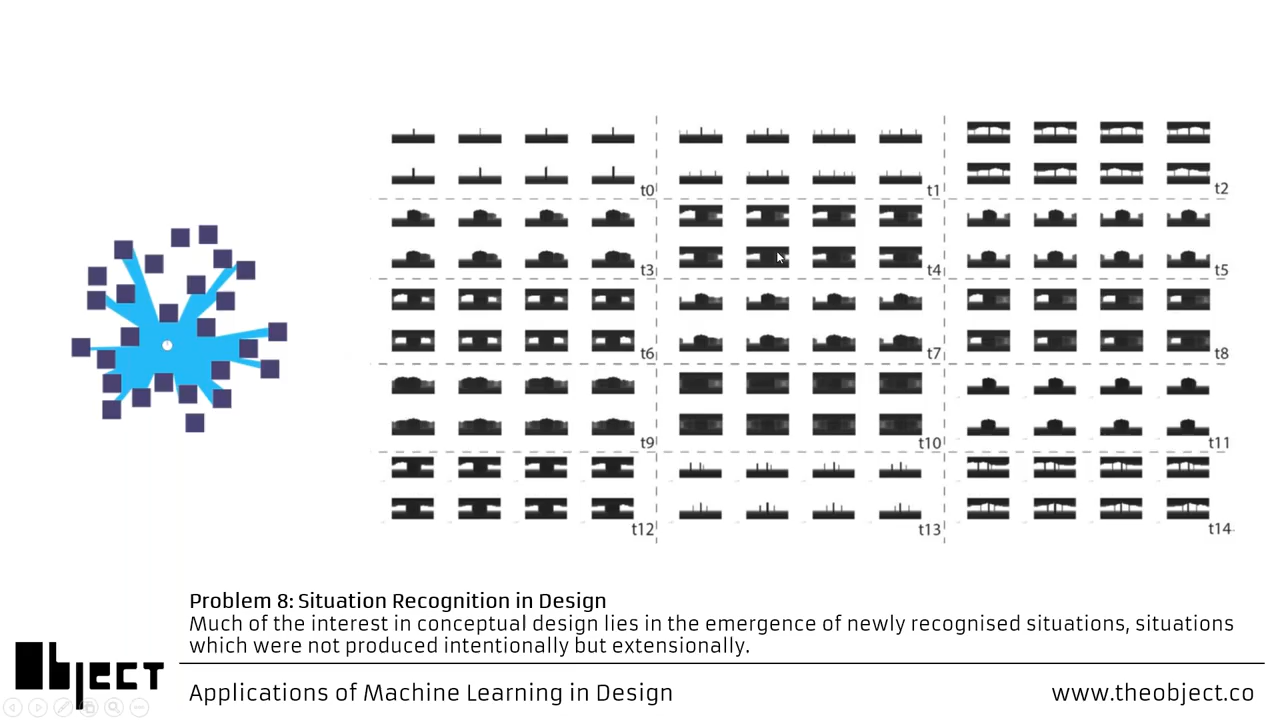 t0
t1
t2
t3
t4
t5
t6
t7
t8
t9
t10
t11
t12
t13
t14
Problem 8: Situation Recognition in Design
Much of the interest in conceptual design lies in the emergence of newly recognised situations, situations
which were not produced intentionally but extensionally.
Object
Applications of Machine Learning in Design
www.theobject.co